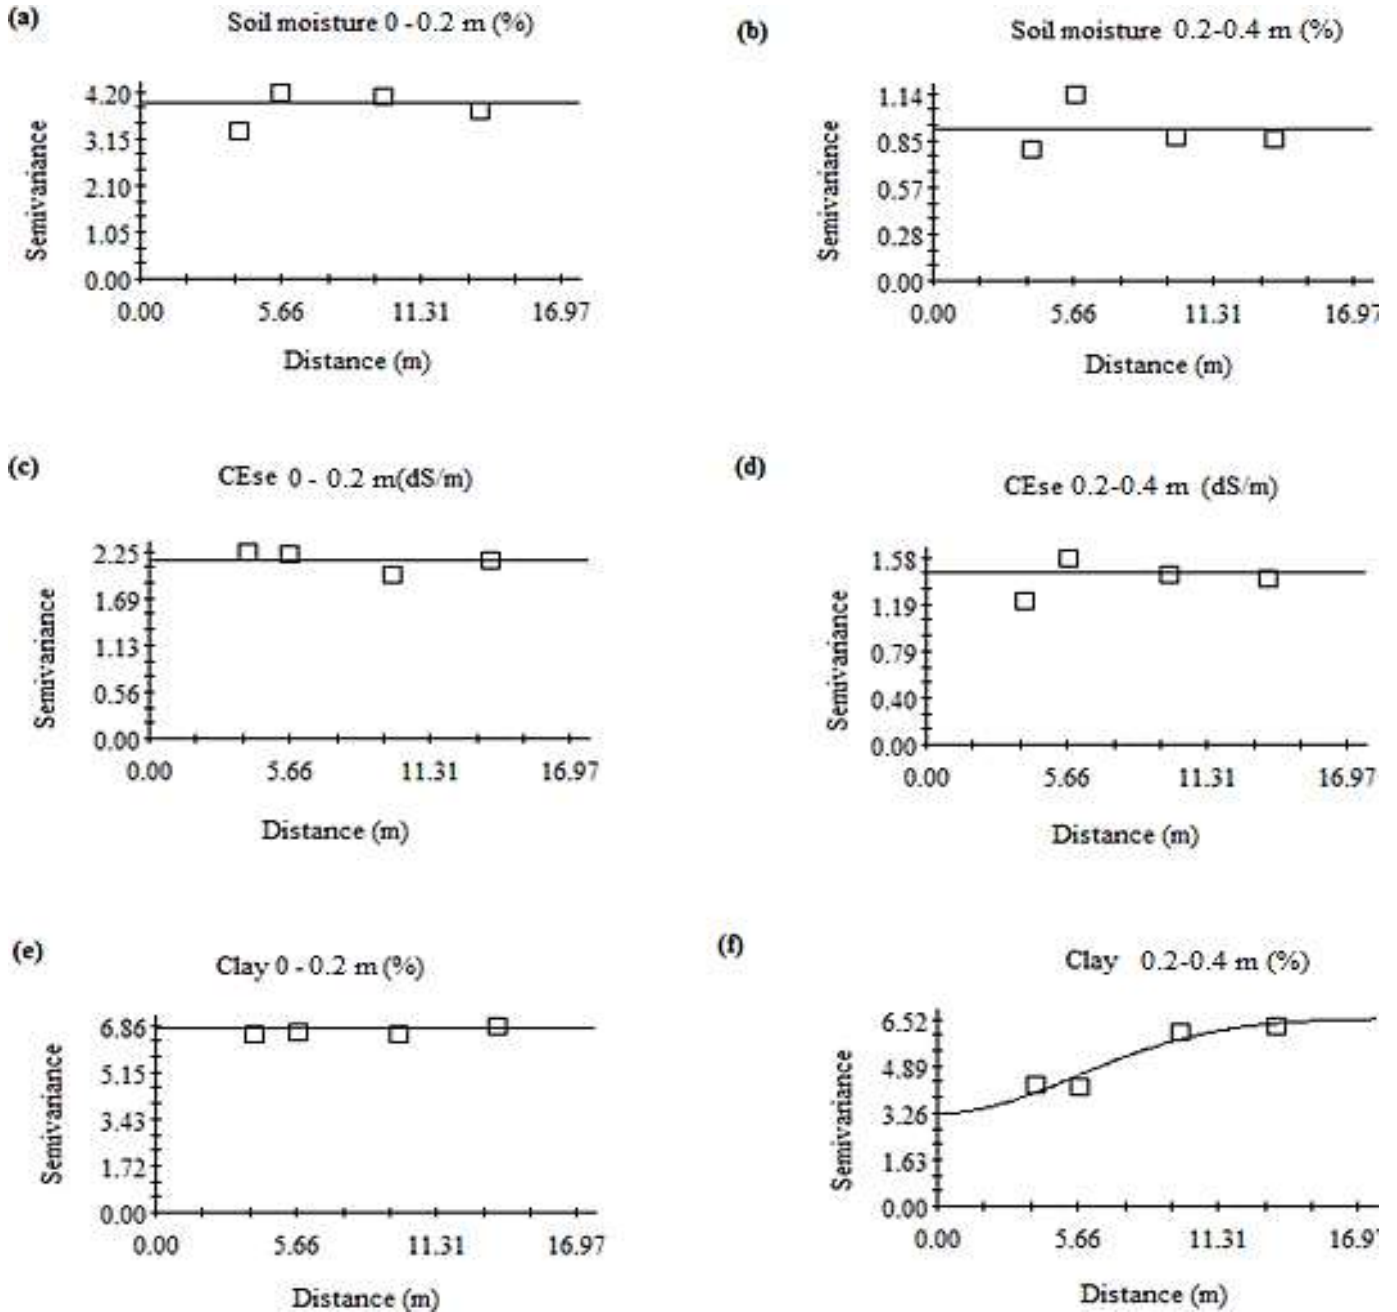 (a)
Soil moisture 0 - 0.2 m (%)
4.20
3.15
2.10
1.05
0.00
Semivariance
0.00 5.66 11.31 16.97
Distance (m)
(b)
Soil moisture 0.2-0.4 m (%)
1.14
0.85
0.57
0.28
0.00
Semivariance
0.00 5.66 11.31 16.97
Distance (m)
(c)
CEse 0 - 0.2 m(dS/m)
2.25
1.69
1.13
0.56
0.00
Semivariance
0.00 5.66 11.31 16.97
Distance (m)
(d)
CEse 0.2-0.4 m (dS/m)
1.58
1.19
0.79
0.40
0.00
Semivariance
0.00 5.66 11.31 16.97
Distance (m)
(e)
Clay 0 - 0.2 m (%)
6.86
5.15
3.43
1.72
0.00
Semivariance
0.00 5.66 11.31 16.97
Distance (m)
(f)
Clay 0.2-0.4 m (%)
6.52
4.89
3.26
1.63
0.00
Semivariance
0.00 5.66 11.31 16.97
Distance (m)